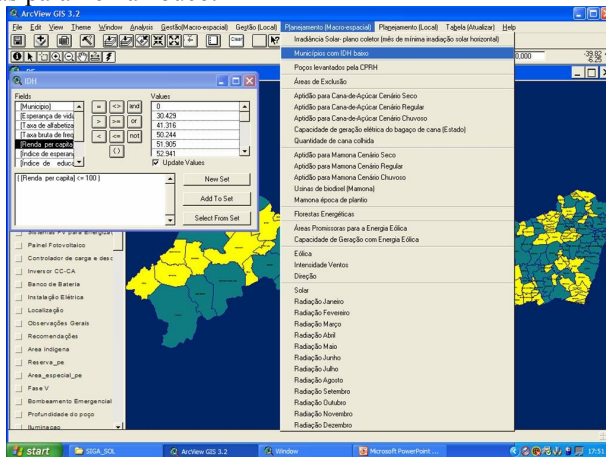 ArcView GIS 3.2
File Edit View Theme Window Analysis Gestão(Macro-espacial) Gestão (Local) Planejamento (Macro-espacial) Planejamento (Local) Tabela (Atualizar) Help
Irradiância Solar- plano coletor (mês de mínima irradiação solar horizontal)
Municípios com IDH baixo
Poços levantados pela CPRH
Áreas de Exclusão
Aptidão para Cana-de-Açúcar Cenário Seco
Aptidão para Cana-de-Açúcar Cenário Regular
Aptidão para Cana-de-Açúcar Cenário Chuvoso
Capacidade de geração elétrica do bagaço de cana (Estado)
Quantidade de cana colhida
Aptidão para Mamona Cenário Seco
Aptidão para Mamona Cenário Regular
Aptidão para Mamona Cenário Chuvoso
Usinas de biodisel (Mamona)
Mamona época de plantio
Florestas Energéticas
Áreas Promissoras para a Energia Eólica
Capacidade de Geração com Energia Eólica
Eólica
Intensidade Ventos
Direção
Solar
Radiação Janeiro
Radiação Fevereiro
Radiação Março
Radiação Abril
Radiação Maio
Radiação Junho
Radiação Julho
Radiação Agosto
Radiação Setembro
Radiação Outubro
Radiação Novembro
Radiação Dezembro
-39.82
-6.25
IDH
Fields
[Municipio]
[Esperança de vida
[Taxa de alfabetiza
[Taxa bruta de freq
[Renda per capita]
[Indice de esperan
[Indice de educa
= <> and
> >= or
< <= not
( )
Values
0
30.429
41.316
50.244
51.905
52.941
Update Values
( [Renda per capita] <= 100 )
New Set
Add To Set
Select From Set
Painel Fotovoltaico
Controlador de carga e desc
Inversor CC-CA
Banco de Bateria
Instalação Elétrica
Localização
Observações Gerais
Recomendações
Area indigena
Reserva_pe
Area_especial_pe
Fase V
Bombeamento Emergencial
Profundidade do poço
Iluminacao
start SIGA_SOL ArcView GIS 3.2 Window Microsoft PowerPoint ... 17:51